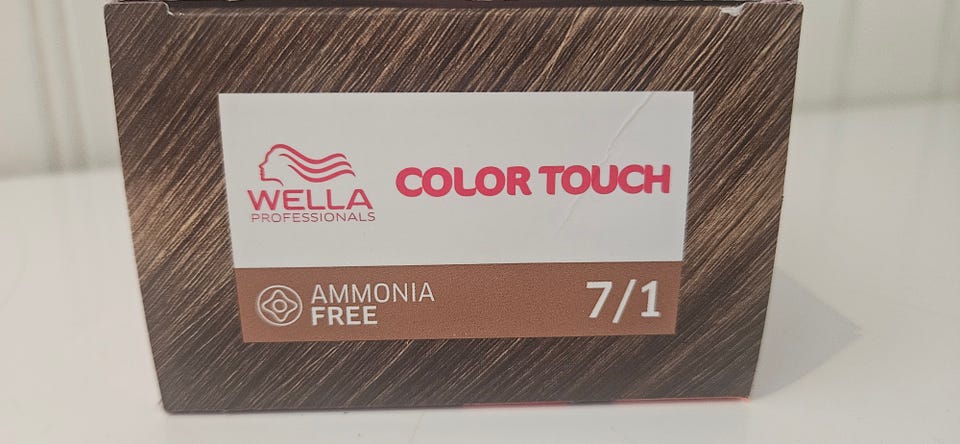 WELLA
PROFESSIONALS
COLOR TOUCH
AMMONIA
FREE
7/1